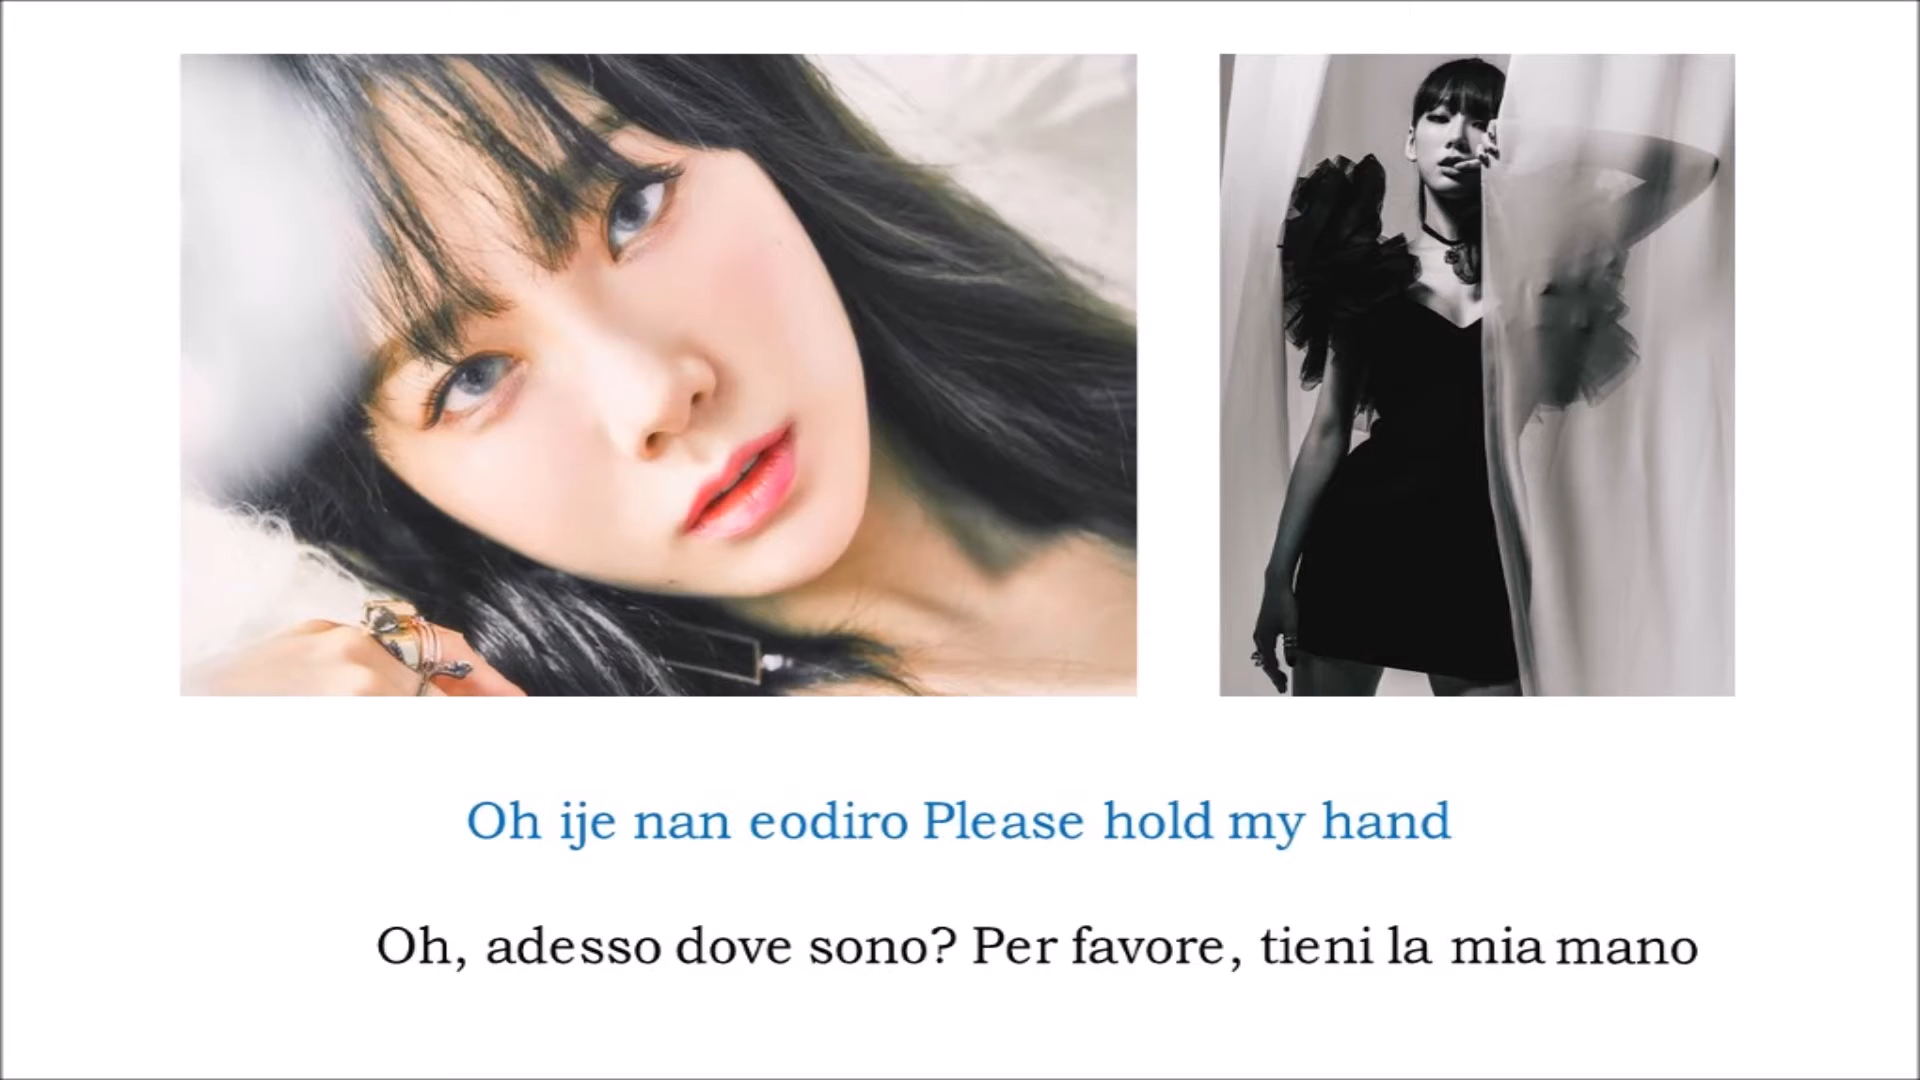 Oh ije nan eodiro Please hold my hand
Oh, adesso dove sono? Per favore, tieni la mia mano